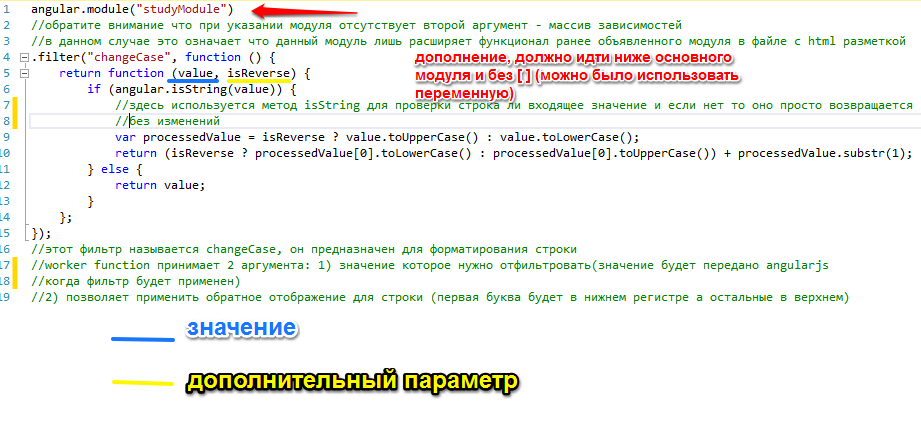 1 angular.module("studyModule")
2 //обратите внимание что при указании модуля отсутствует второй аргумент - массив зависимостей
3 //в данном случае это означает что данный модуль лишь расширяет функционал ранее объявленного модуля в файле с html разметкой
4 .filter("changeCase", function () {
дополнение, должно идти ниже основного
модуля и без [ ] (можно было использовать
переменную)
5 return function (value, isReverse) {
6 if (angular.isString(value)) {
7 //здесь используется метод isString для проверки строка ли входящее значение и если нет то оно просто возвращается
8 //без изменений
9 var processedValue = isReverse ? value.toUpperCase() : value.toLowerCase();
10 return (isReverse ? processedValue[0].toLowerCase() : processedValue[0].toUpperCase()) + processedValue.substr(1);
11 } else {
12 return value;
13 }
14 };
15 });
16 //этот фильтр называется changeCase, он предназначен для форматирования строки
17 //worker function принимает 2 аргумента: 1) значение которое нужно отфильтровать(значение будет передано angularjs
18 //когда фильтр будет применен)
19 //2) позволяет применить обратное отображение для строки (первая буква будет в нижнем регистре а остальные в верхнем)
значение
дополнительный параметр